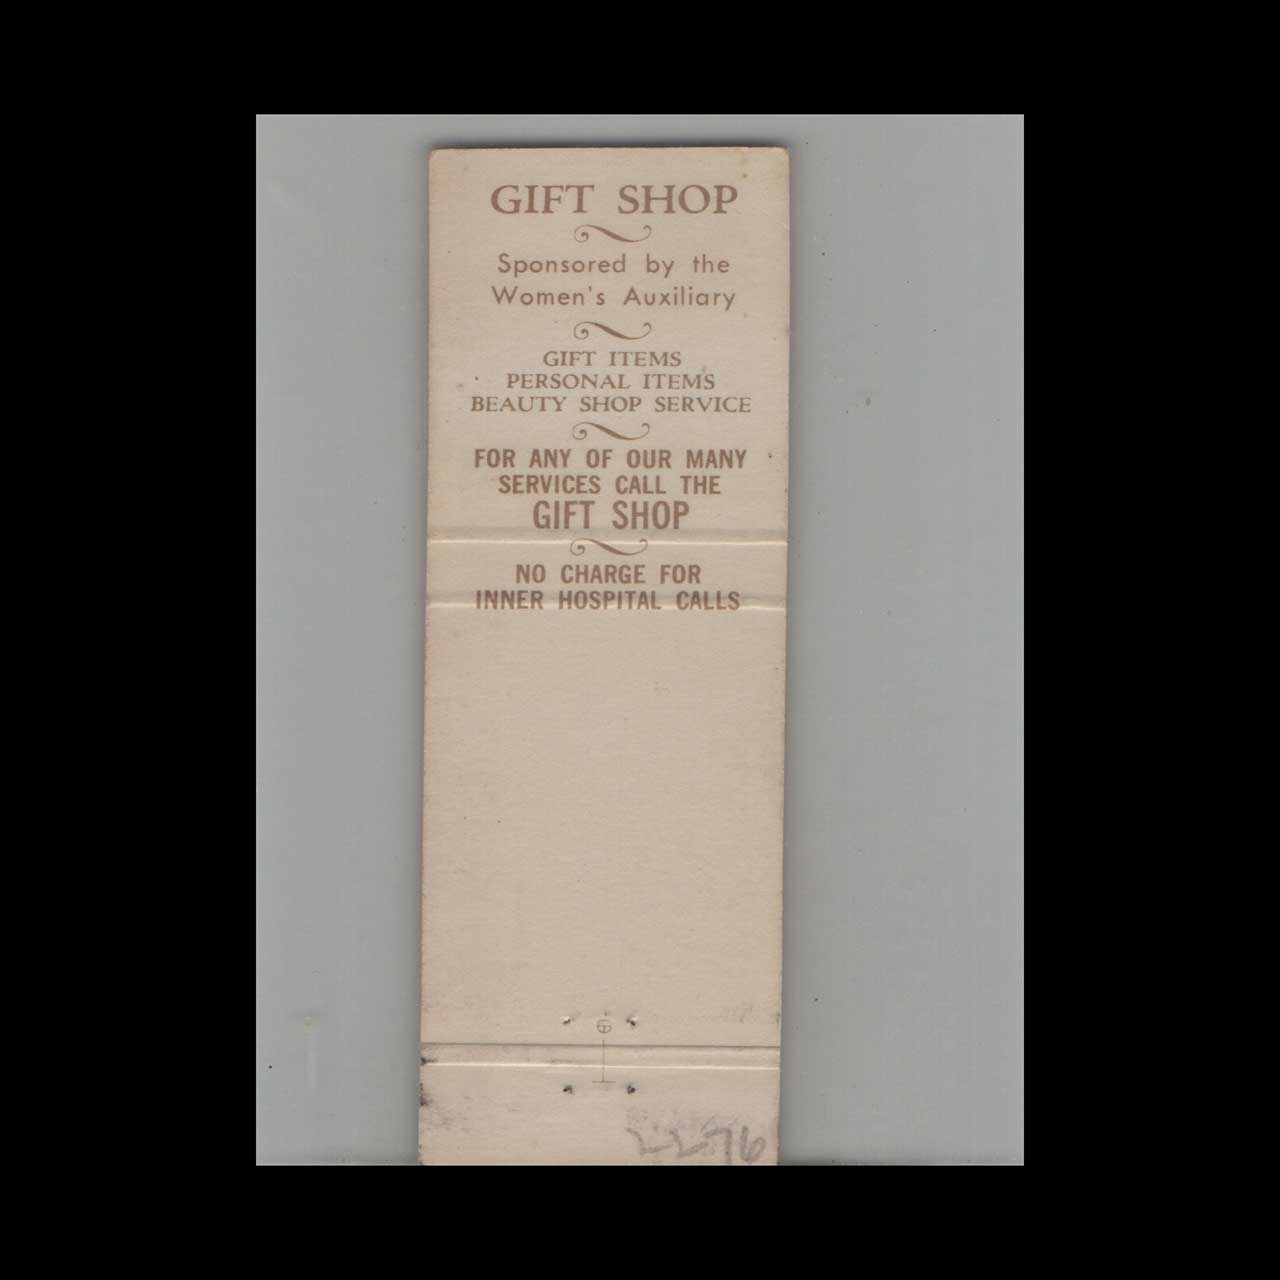 GIFT SHOP
Sponsored by the
Women's Auxiliary
GIFT ITEMS
PERSONAL ITEMS
BEAUTY SHOP SERVICE
FOR ANY OF OUR MANY
SERVICES CALL THE
GIFT SHOP
NO CHARGE FOR
INNER HOSPITAL CALLS